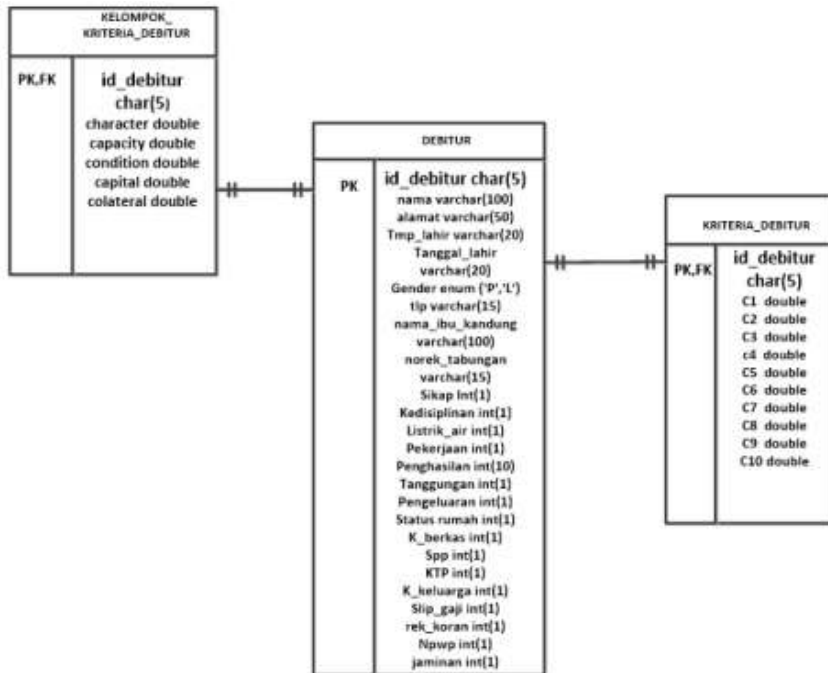 KELOMPOK_
KRITERIA_DEBITUR
PK,FK
id_debitur
char(5)
character double
capacity double
condition double
capital double
colateral double
DEBITUR
PK
id_debitur char(5)
nama varchar(100)
alamat varchar(50)
Tmp_lahir varchar(20)
Tanggal_lahir
varchar(20)
Gender enum ('P','L')
tlp varchar(15)
nama_ibu_kandung
varchar(100)
norek_tabungan
varchar(15)
Sikap Int(1)
Kedisiplinan int(1)
Listrik_air int(1)
Pekerjaan int(1)
Penghasilan int(10)
Tanggungan int(1)
Pengeluaran int(1)
Status rumah int(1)
K_berkas int(1)
Spp int(1)
KTP int(1)
K_keluarga int(1)
Slip_gaji int(1)
rek_koran int(1)
Npwp int(1)
jaminan int(1)
KRITERIA_DEBITUR
PK,FK
id_debitur
char(5)
C1 double
C2 double
C3 double
c4 double
C5 double
C6 double
C7 double
C8 double
C9 double
C10 double